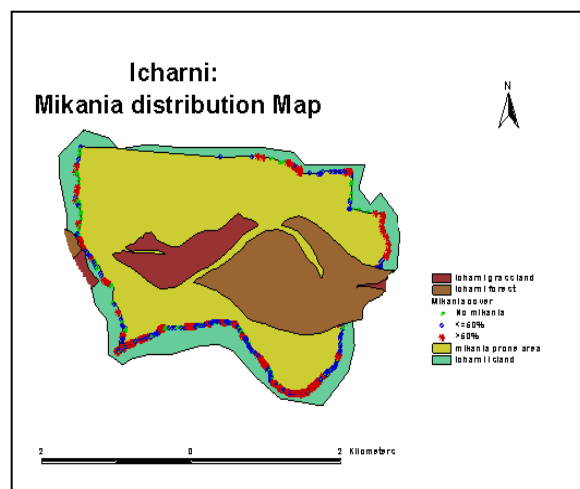 Icharni:
Mikania distribution Map
N
Icharni grassland
Icharni forest
Mikania cover
No mikania
<=60%
>60%
mikania prone area
Icharni island
2 0 2 Kilometers